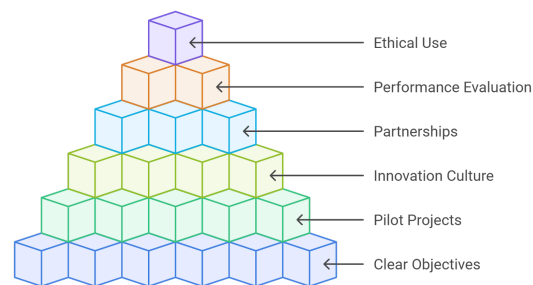 Ethical Use
Performance Evaluation
Partnerships
Innovation Culture
Pilot Projects
Clear Objectives